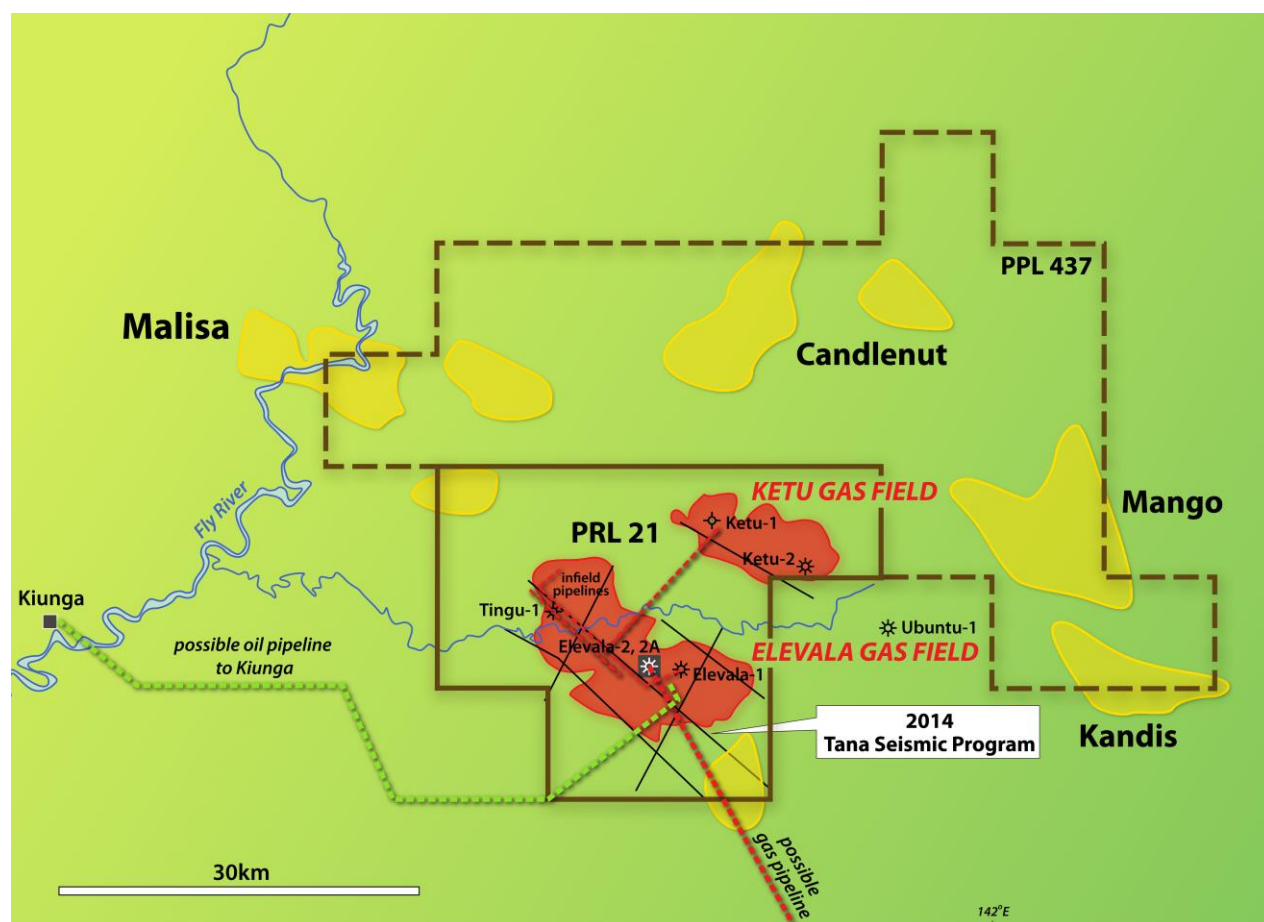 PPL 437
Malisa
Candlenut
KETU GAS FIELD
Mango
Fly River
PRL 21
Ketu-1
Ketu-2
infield
pipelines
Kiunga
Tingu-1
Ubuntu-1
possible oil pipeline
to Kiunga
Elevala-2, 2A
ELEVALA GAS FIELD
Elevala-1
2014
Tana Seismic Program
Kandis
possible
gas pipeline
30km
142°E